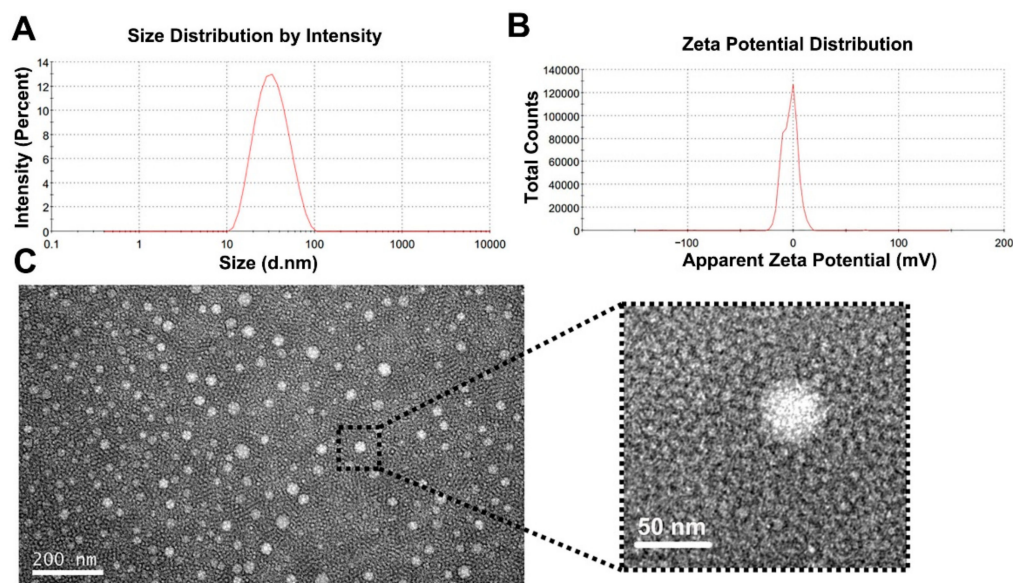 A
Size Distribution by Intensity
Intensity (Percent)
14
12
10
8
6
4
2
0
0.1 1 10 100 1000 10000
Size (d.nm)
B
Zeta Potential Distribution
Total Counts
140000
120000
100000
80000
60000
40000
20000
0
−100 0 100 200
Apparent Zeta Potential (mV)
C
200 nm
50 nm